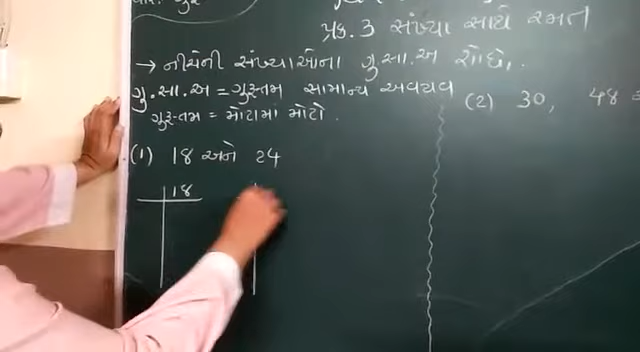 વાર. ગુરૂ
પ્રક. 3 સંખ્યા સાથે રમત
→ નીચેની સંખ્યાઓના ગુ.સા.અ શોધો.
ગુ.સા.અ = ગુરૂત્તમ સામાન્ય અવયવ
ગુરૂત્તમ = મોટામાં મોટો.
(1) 18 અને 24
18
(2) 30, 48